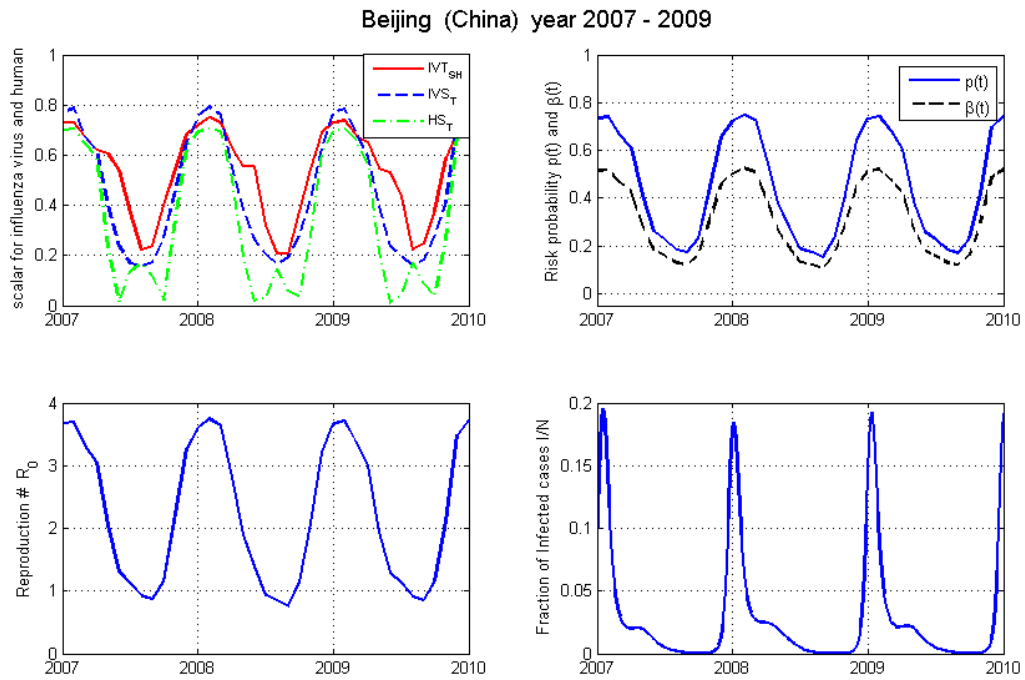 Beijing (China) year 2007 - 2009
scalar for influenza virus and human
1
0.8
0.6
0.4
0.2
0
2007 2008 2009 2010
IVT_SH
IVS_T
HS_T
Risk probability p(t) and β(t)
1
0.8
0.6
0.4
0.2
0
2007 2008 2009 2010
p(t)
β(t)
Reproduction # R_0
4
3
2
1
0
2007 2008 2009 2010
Fraction of Infected cases I/N
0.2
0.15
0.1
0.05
0
2007 2008 2009 2010